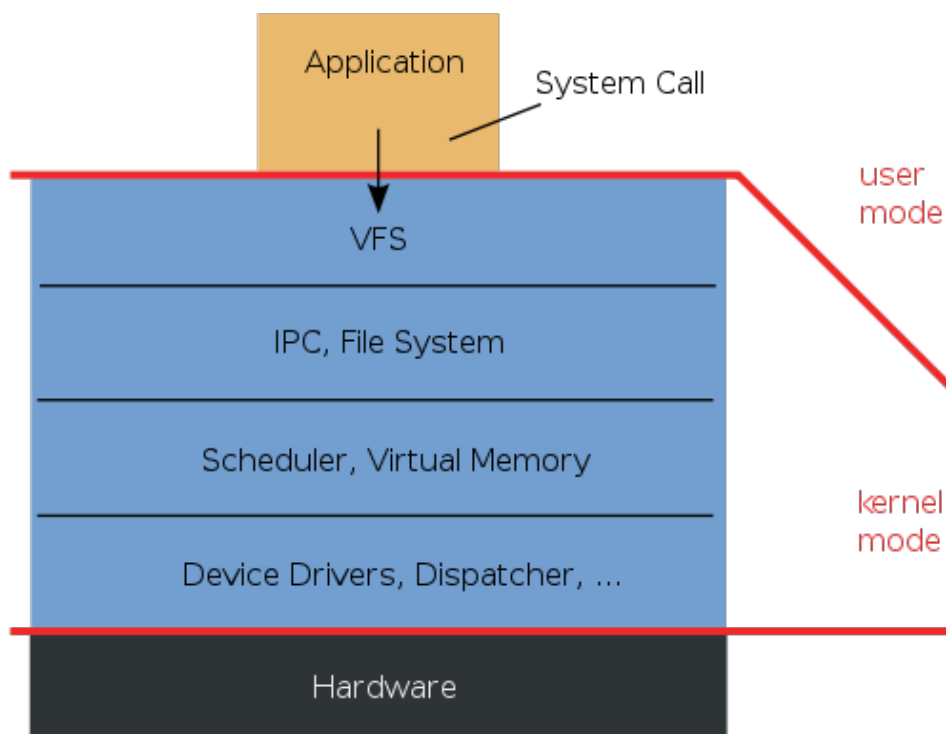 Application
System Call
user
mode
VFS
IPC, File System
Scheduler, Virtual Memory
kernel
mode
Device Drivers, Dispatcher, ...
Hardware